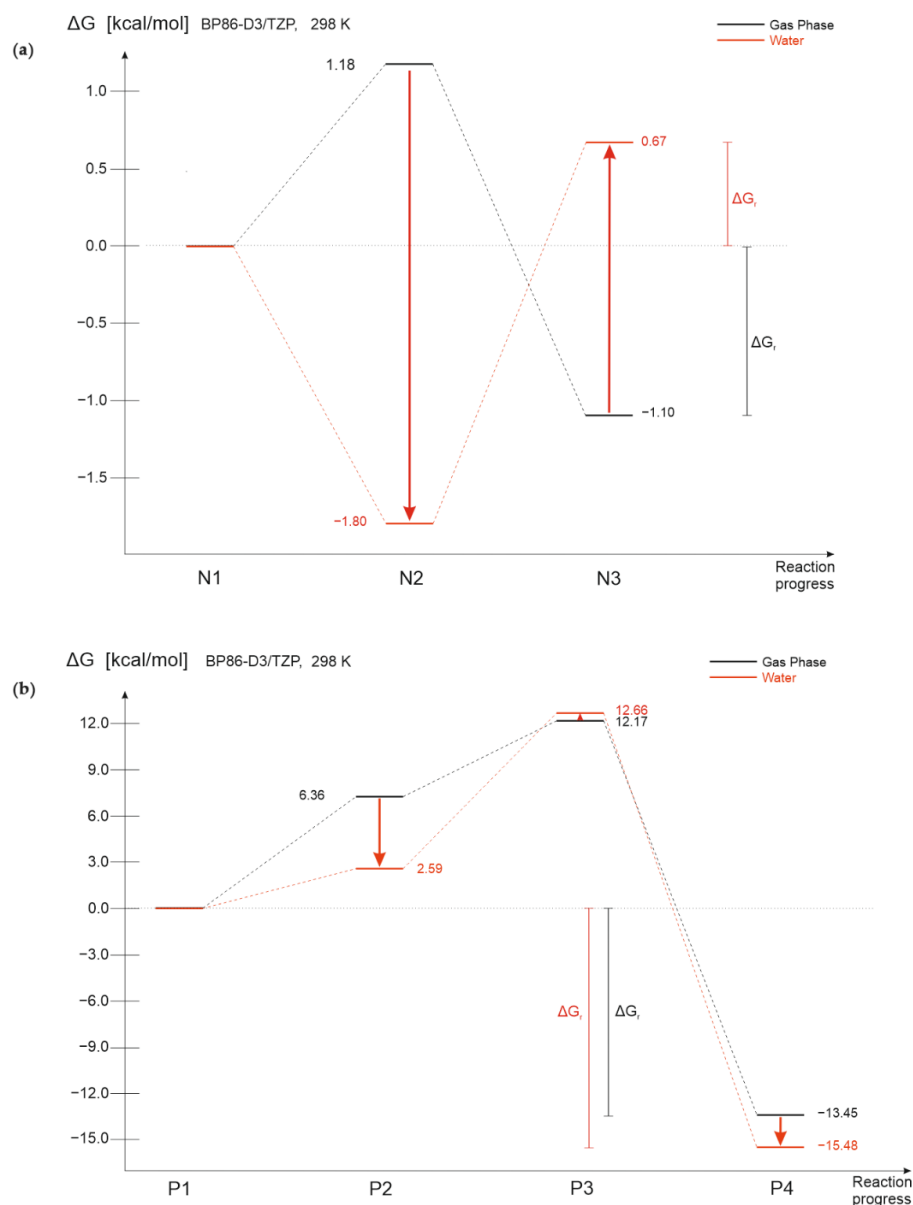 ΔG [kcal/mol] BP86-D3/TZP, 298 K
Gas Phase
Water
(a)
1.18
1.0
0.5
0.67
ΔGr
0.0
−0.5
ΔGr
−1.0
−1.10
−1.5
−1.80
N1 N2 N3
Reaction
progress
ΔG [kcal/mol] BP86-D3/TZP, 298 K
Gas Phase
Water
(b)
12.0
12.66
12.17
9.0
6.36
6.0
3.0
2.59
0.0
−3.0
−6.0
ΔGr ΔGr
−9.0
−12.0
−13.45
−15.0
−15.48
P1 P2 P3 P4
Reaction
progress